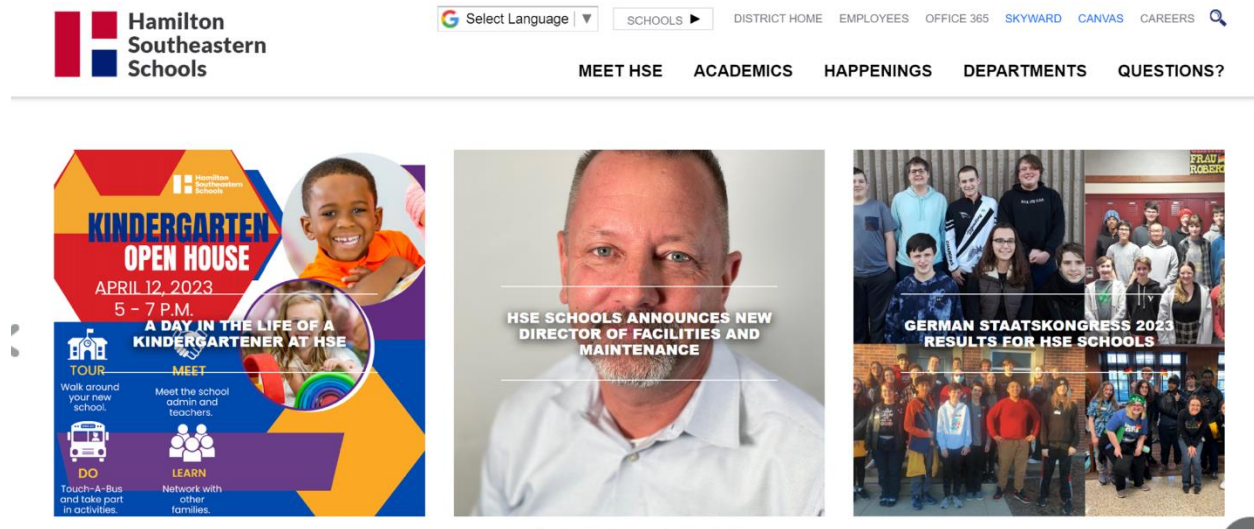 Hamilton
Southeastern
Schools
Select Language ▼
SCHOOLS ▶
DISTRICT HOME
EMPLOYEES
OFFICE 365
SKYWARD
CANVAS
CAREERS
MEET HSE
ACADEMICS
HAPPENINGS
DEPARTMENTS
QUESTIONS?
Hamilton
Southeastern
Schools
KINDERGARTEN
OPEN HOUSE
APRIL 12, 2023
5 - 7 P.M.
A DAY IN THE LIFE OF A
KINDERGARTENER AT HSE
TOUR
Walk around
your new
school.
MEET
Meet the school
admin and
teachers.
DO
Touch-A-Bus
and take part
in activities.
LEARN
Network with
other
families.
HSE SCHOOLS ANNOUNCES NEW
DIRECTOR OF FACILITIES AND
MAINTENANCE
FRAU
GERMAN STAATSKONGRESS 2023
RESULTS FOR HSE SCHOOLS